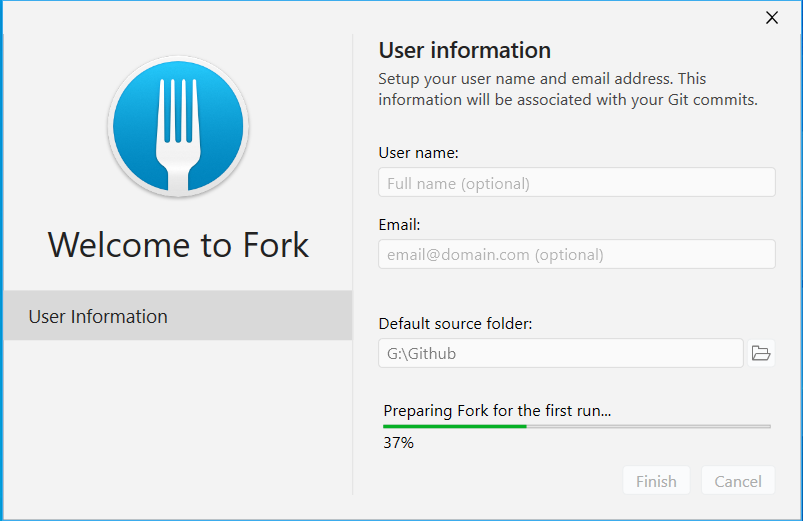 Welcome to Fork
User Information
User information
Setup your user name and email address. This
information will be associated with your Git commits.
User name:
Full name (optional)
Email:
email@domain.com (optional)
Default source folder:
G:\Github
Preparing Fork for the first run...
37%
Finish
Cancel